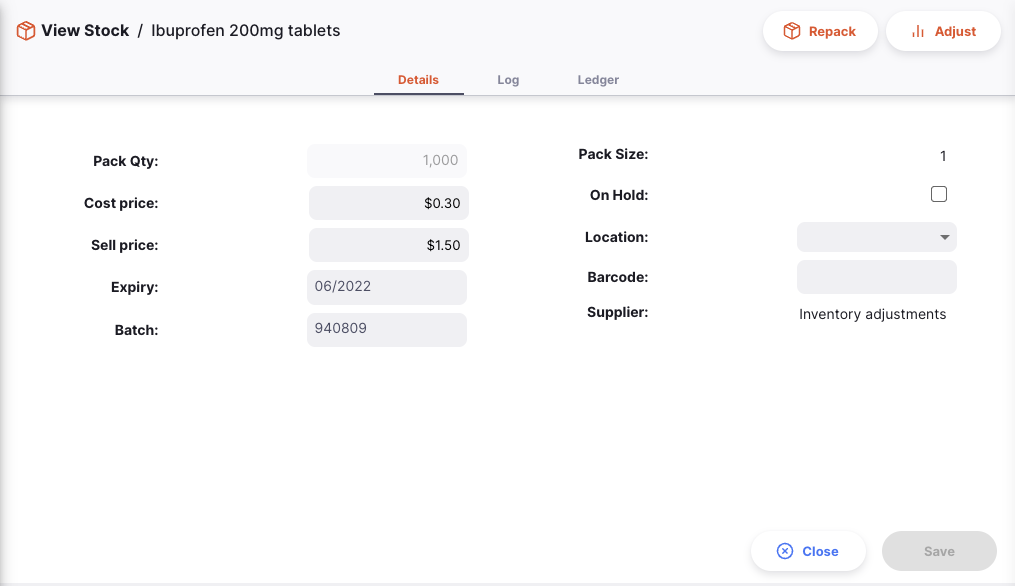 View Stock / Ibuprofen 200mg tablets
Repack
Adjust
Details
Log
Ledger
Pack Qty: 1,000
Cost price: $0.30
Sell price: $1.50
Expiry: 06/2022
Batch: 940809
Pack Size: 1
On Hold:
Location:
Barcode:
Supplier: Inventory adjustments
Close
Save